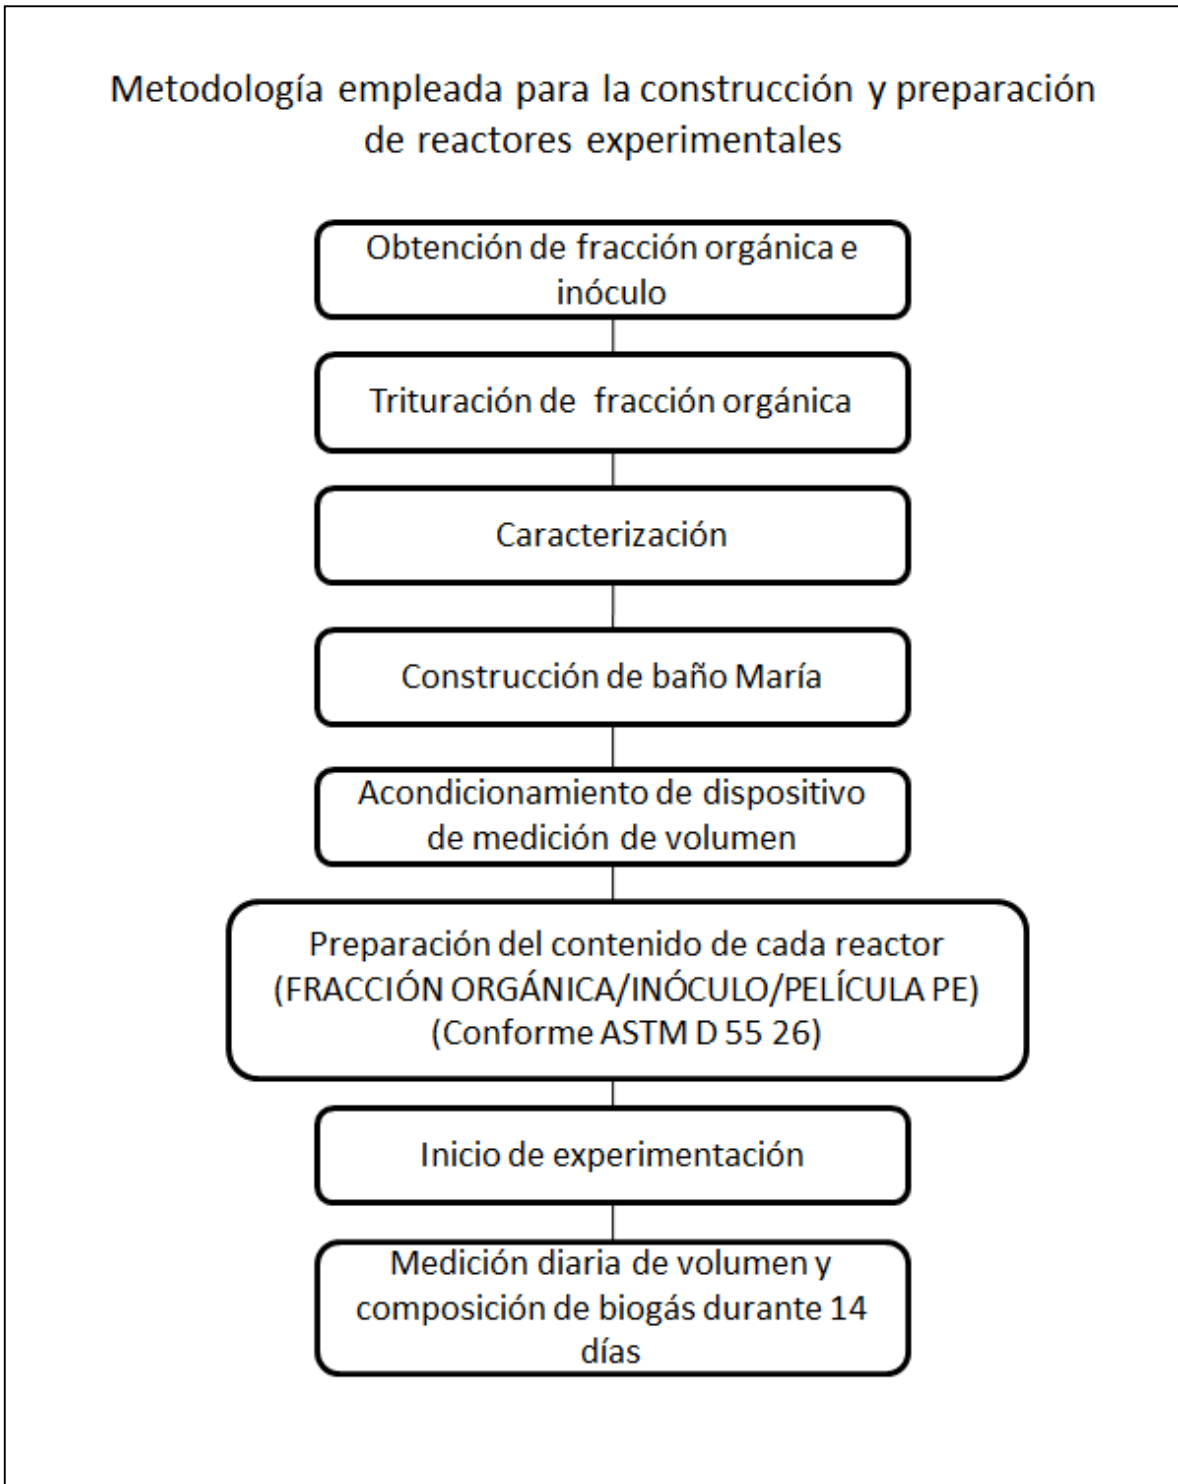 Metodología empleada para la construcción y preparación
de reactores experimentales
Obtención de fracción orgánica e
inóculo
Trituración de fracción orgánica
Caracterización
Construcción de baño María
Acondicionamiento de dispositivo
de medición de volumen
Preparación del contenido de cada reactor
(FRACCIÓN ORGÁNICA/INÓCULO/PELÍCULA PE)
(Conforme ASTM D 55 26)
Inicio de experimentación
Medición diaria de volumen y
composición de biogás durante 14
días